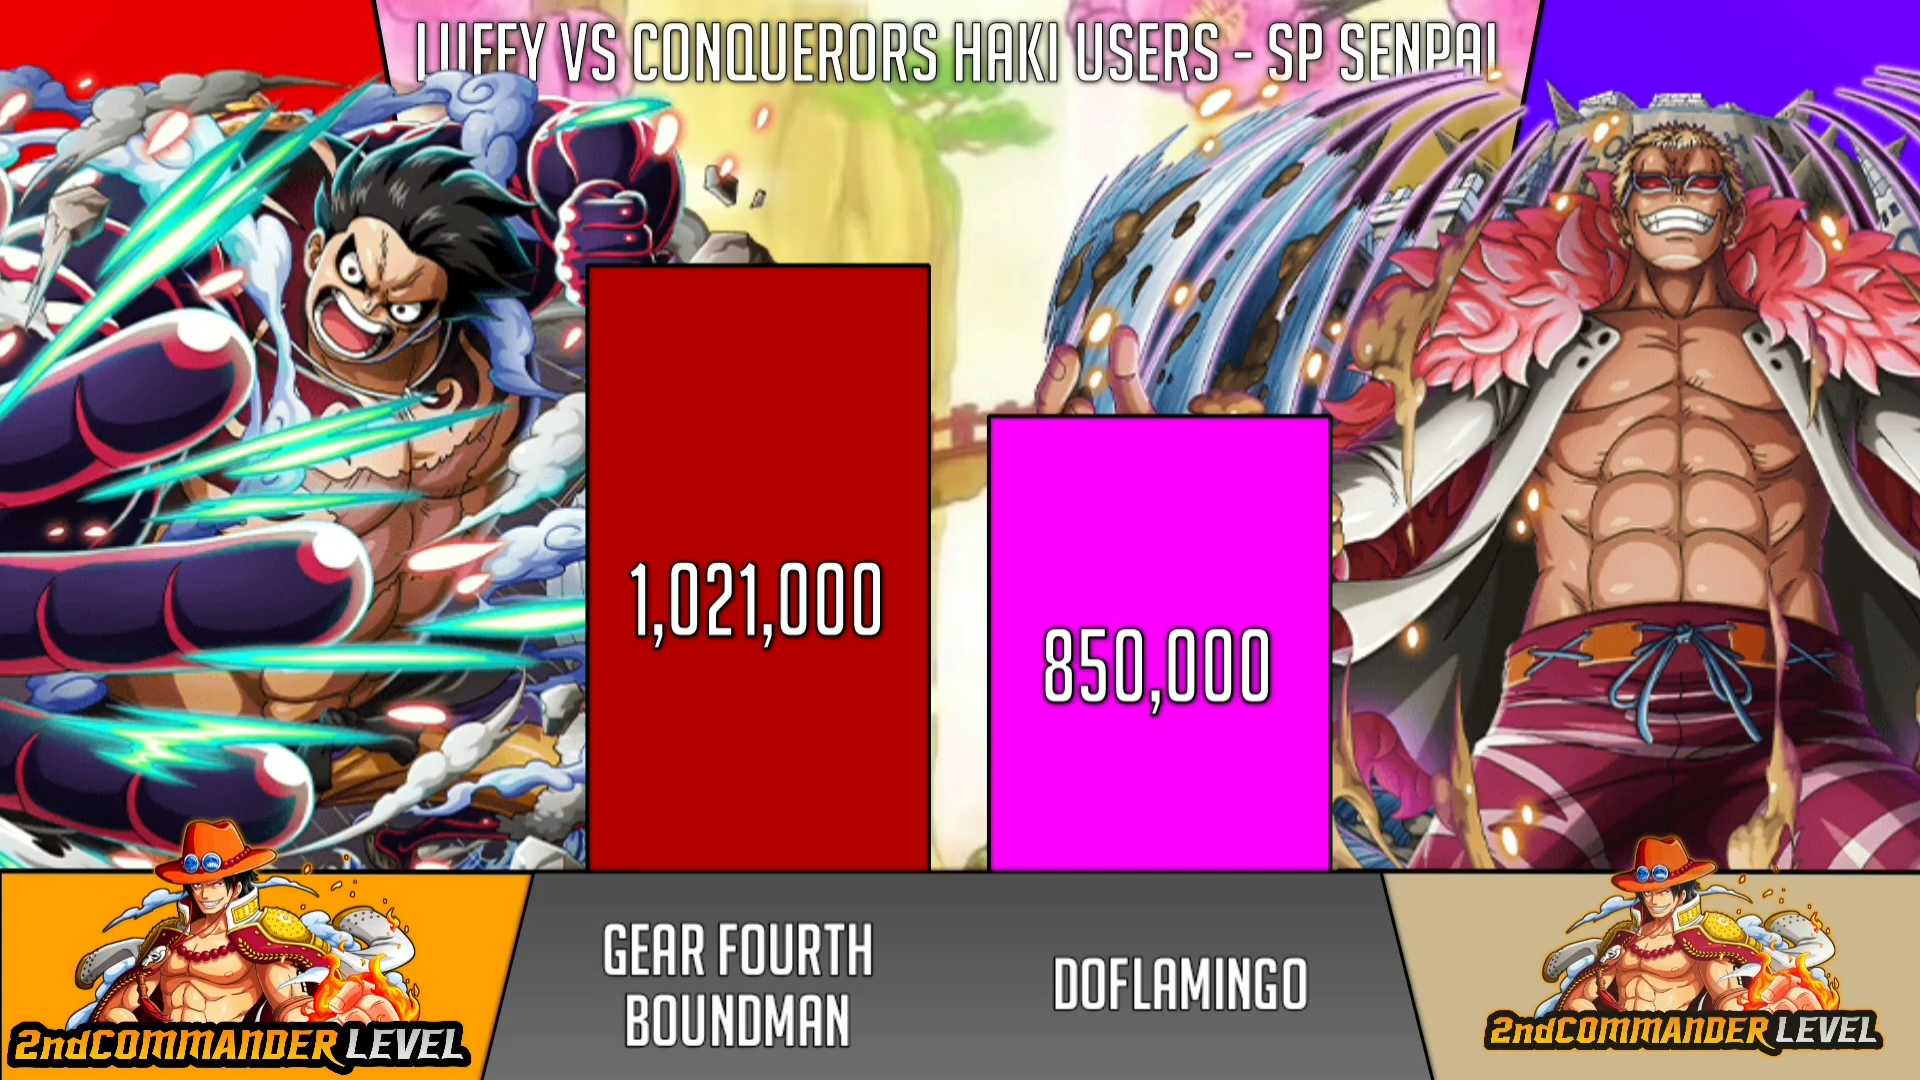 LUFFY VS CONQUERORS HAKI USERS - SP SENPAI
1,021,000
850,000
GEAR FOURTH
BOUNDMAN
DOFLAMINGO
2ndCOMMANDER LEVEL
2ndCOMMANDER LEVEL